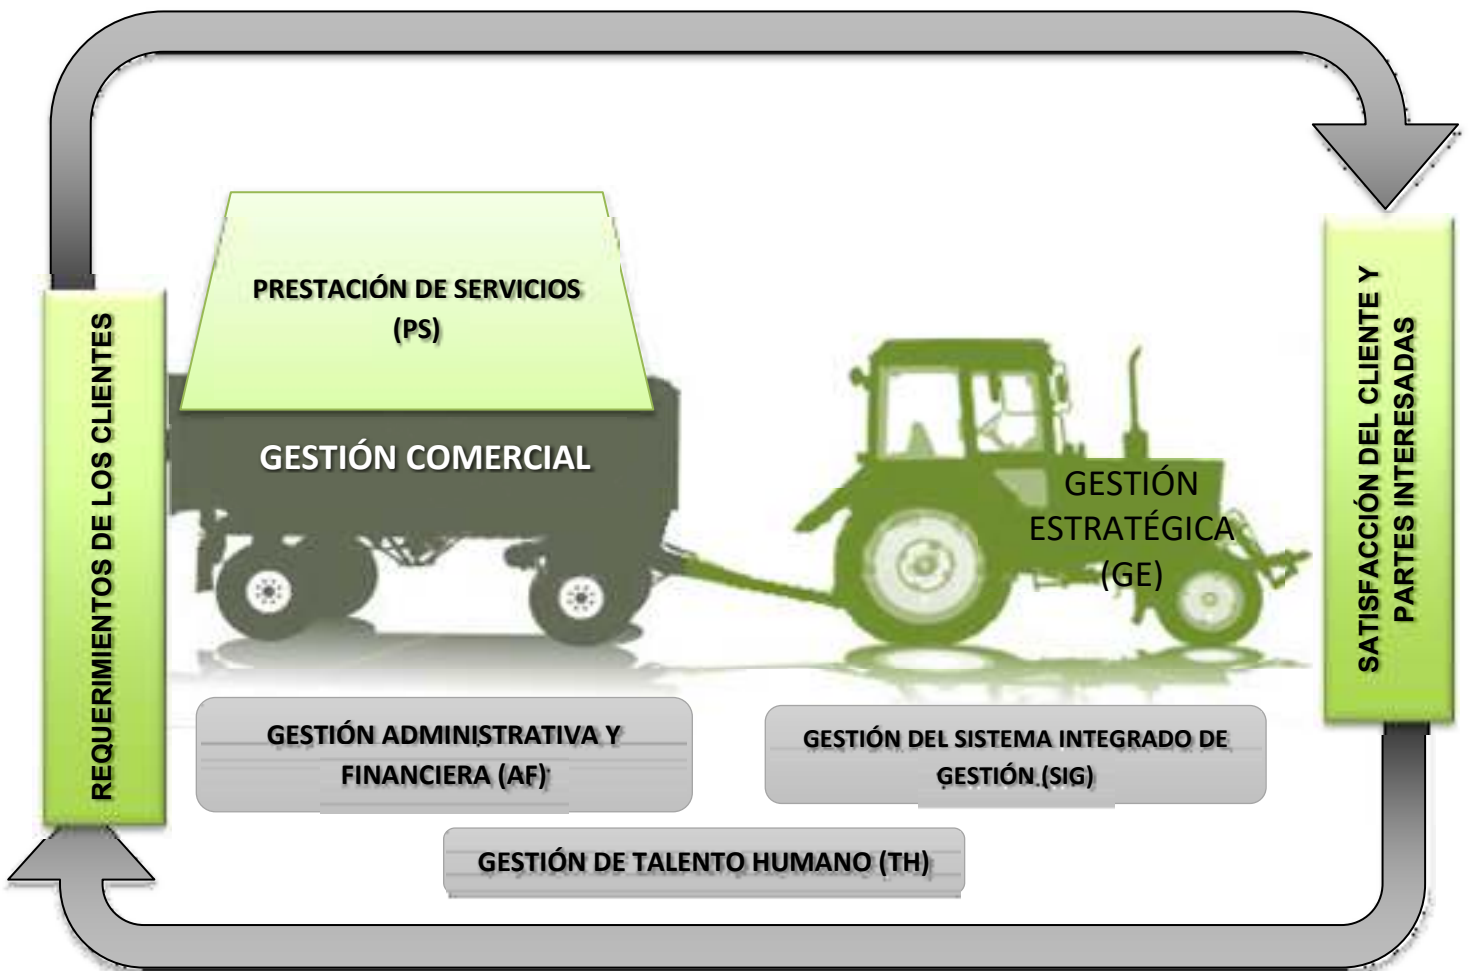 REQUERIMIENTOS DE LOS CLIENTES
PRESTACIÓN DE SERVICIOS
(PS)
GESTIÓN COMERCIAL
GESTIÓN
ESTRATÉGICA
(GE)
SATISFACCIÓN DEL CLIENTE Y
PARTES INTERESADAS
GESTIÓN ADMINISTRATIVA Y
FINANCIERA (AF)
GESTIÓN DEL SISTEMA INTEGRADO DE
GESTIÓN (SIG)
GESTIÓN DE TALENTO HUMANO (TH)